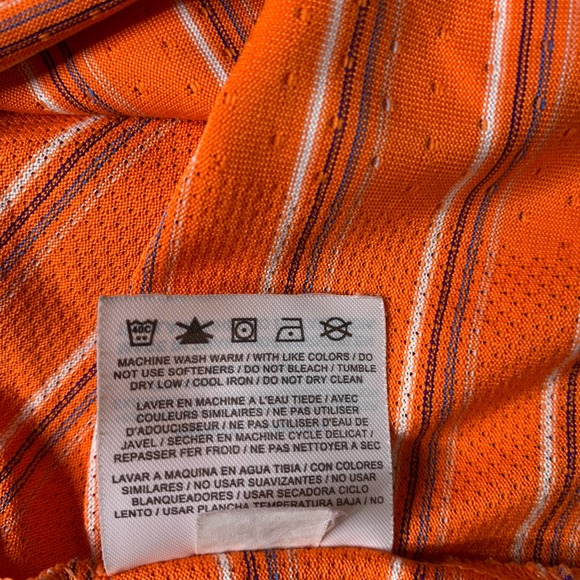 40C
MACHINE WASH WARM / WITH LIKE COLORS / DO
NOT USE SOFTENERS / DO NOT BLEACH / TUMBLE
DRY LOW / COOL IRON / DO NOT DRY CLEAN
LAVER EN MACHINE A L'EAU TIEDE / AVEC
COULEURS SIMILAIRES / NE PAS UTILISER
D'ADOUCISSEUR / NE PAS UTILISER D'EAU DE
JAVEL / SECHER EN MACHINE CYCLE DELICAT /
REPASSER FER FROID / NE PAS NETTOYER A SEC
LAVAR A MAQUINA EN AGUA TIBIA / CON COLORES
SIMILARES / NO USAR SUAVIZANTES / NO USAR
BLANQUEADORES / USAR SECADORA CICLO
LENTO / USAR PLANCHA TEMPERATURA BAJA / NO